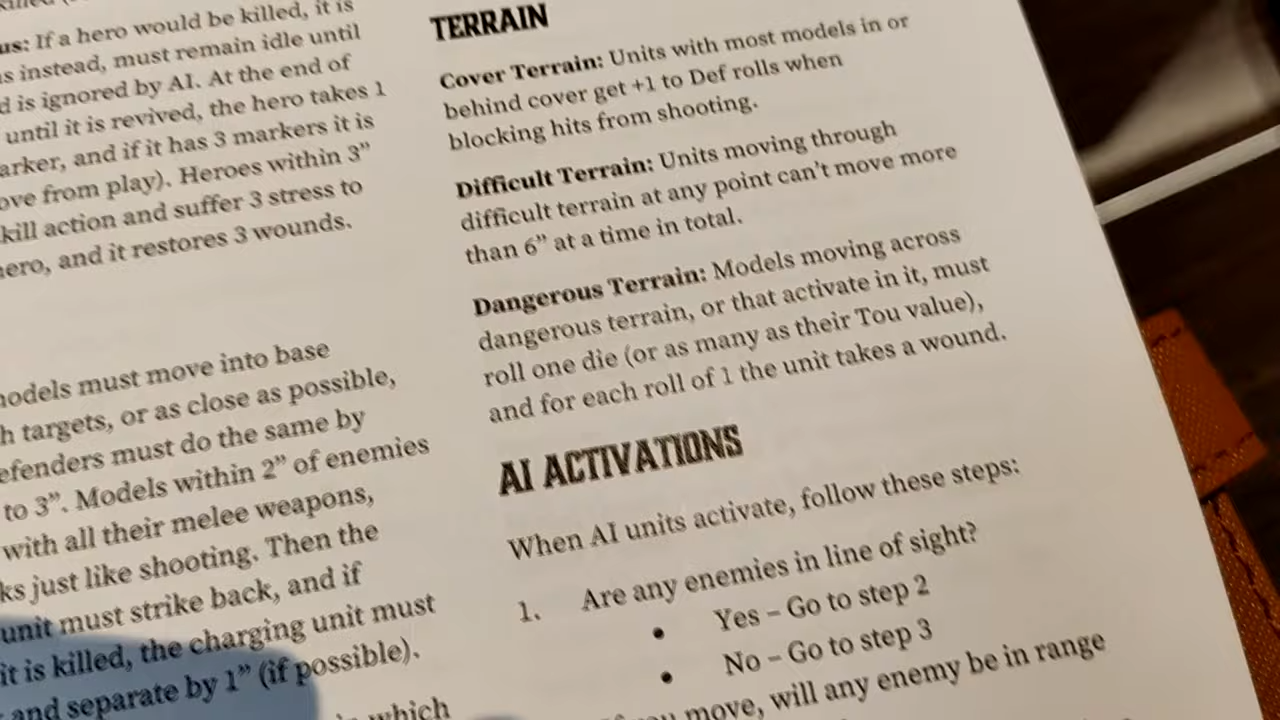 us: If a hero would be killed, it is
instead, must remain idle until
d is ignored by AI. At the end of
until it is revived, the hero takes 1
arker, and if it has 3 markers it is
ove from play). Heroes within 3”
kill action and suffer 3 stress to
hero, and it restores 3 wounds.
models must move into base
h targets, or as close as possible,
efenders must do the same by
to 3”. Models within 2” of enemies
with all their melee weapons,
ks just like shooting. Then the
unit must strike back, and if
it is killed, the charging unit must
and separate by 1” (if possible).
which
TERRAIN
Cover Terrain: Units with most models in or
behind cover get +1 to Def rolls when
blocking hits from shooting.
Difficult Terrain: Units moving through
difficult terrain at any point can’t move more
than 6” at a time in total.
Dangerous Terrain: Models moving across
dangerous terrain, or that activate in it, must
roll one die (or as many as their Tou value),
and for each roll of 1 the unit takes a wound.
AI ACTIVATIONS
When AI units activate, follow these steps:
1. Are any enemies in line of sight?
• Yes – Go to step 2
• No – Go to step 3
you move, will any enemy be in range